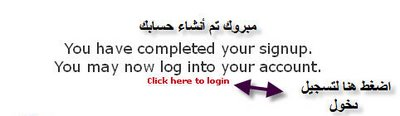 مبروك تم أنشاء حسابك
You have completed your signup.
You may now log into your account.
Click here to login
اضغط هنا لتسجيل
دخول